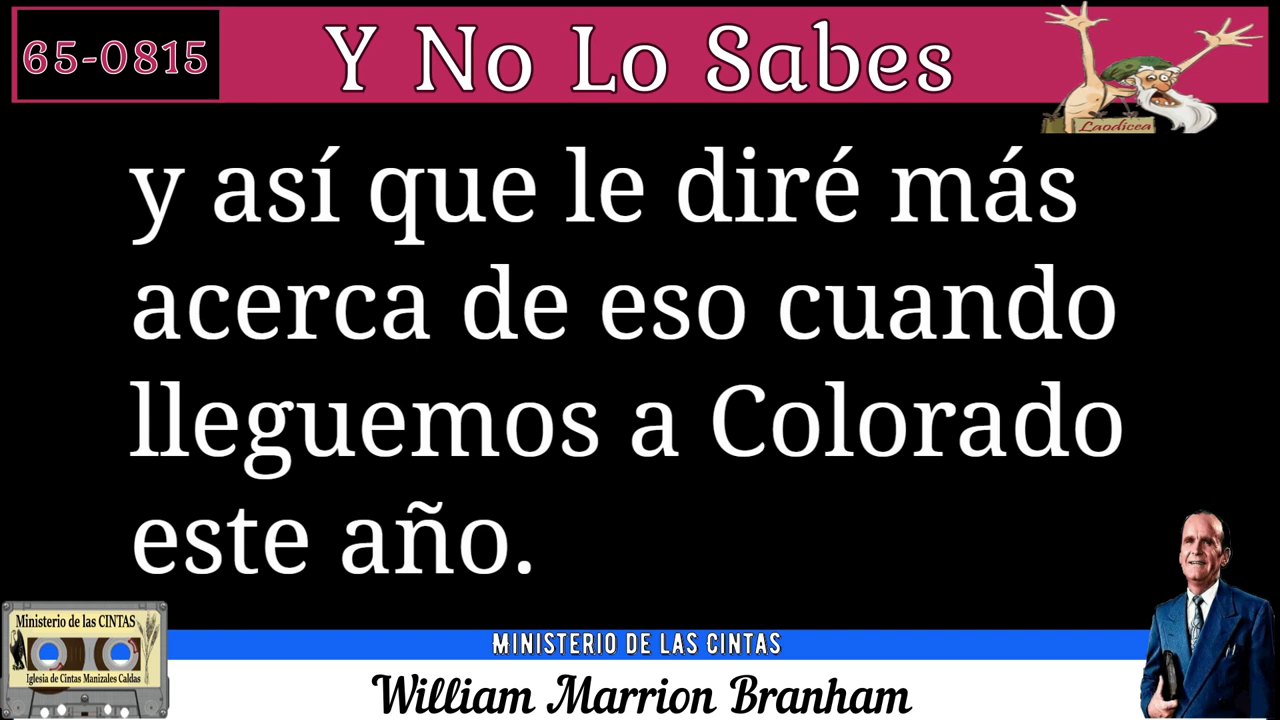 65-0815
Y No Lo Sabes
Laodicea
y así que le diré más
acerca de eso cuando
lleguemos a Colorado
este año.
Ministerio de las CINTAS
Iglesia de Cintas Manizales Caldas
MINISTERIO DE LAS CINTAS
William Marrion Branham